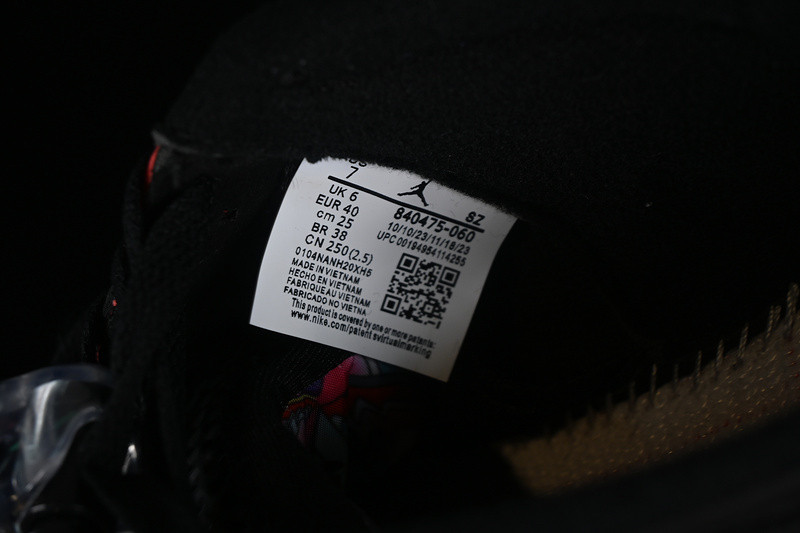 7
UK 6
EUR 40
cm 25
BR 38
CN 250 (2.5)
0104NANH20XH5
MADE IN VIETNAM
HECHO EN VIETNAM
FABRIQUE AU VIETNAM
FABRICADO NO VIETNA
SZ
840475-060
10/10/23/11/18/23
UPC 00194954114255
This product is covered by one or more patents:
www.nike.com/patentsvirtualmarking